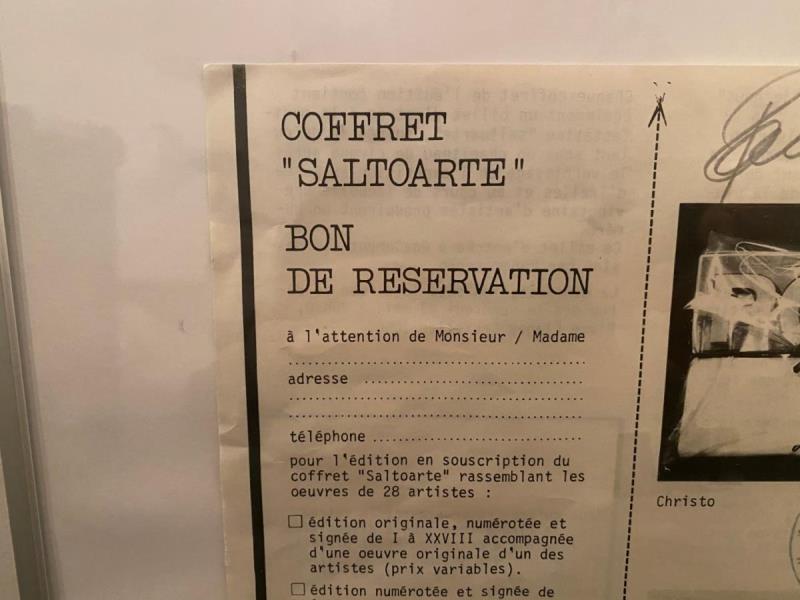 COFFRET
"SALTOARTE"
BON
DE RESERVATION
à l'attention de Monsieur / Madame
adresse
téléphone
pour l'édition en souscription du
coffret "Saltoarte" rassemblant les
oeuvres de 28 artistes :
édition originale, numérotée et
signée de I à XXVIII accompagnée
d'une oeuvre originale d'un des
artistes (prix variables).
édition numérotée et signée de
Christo